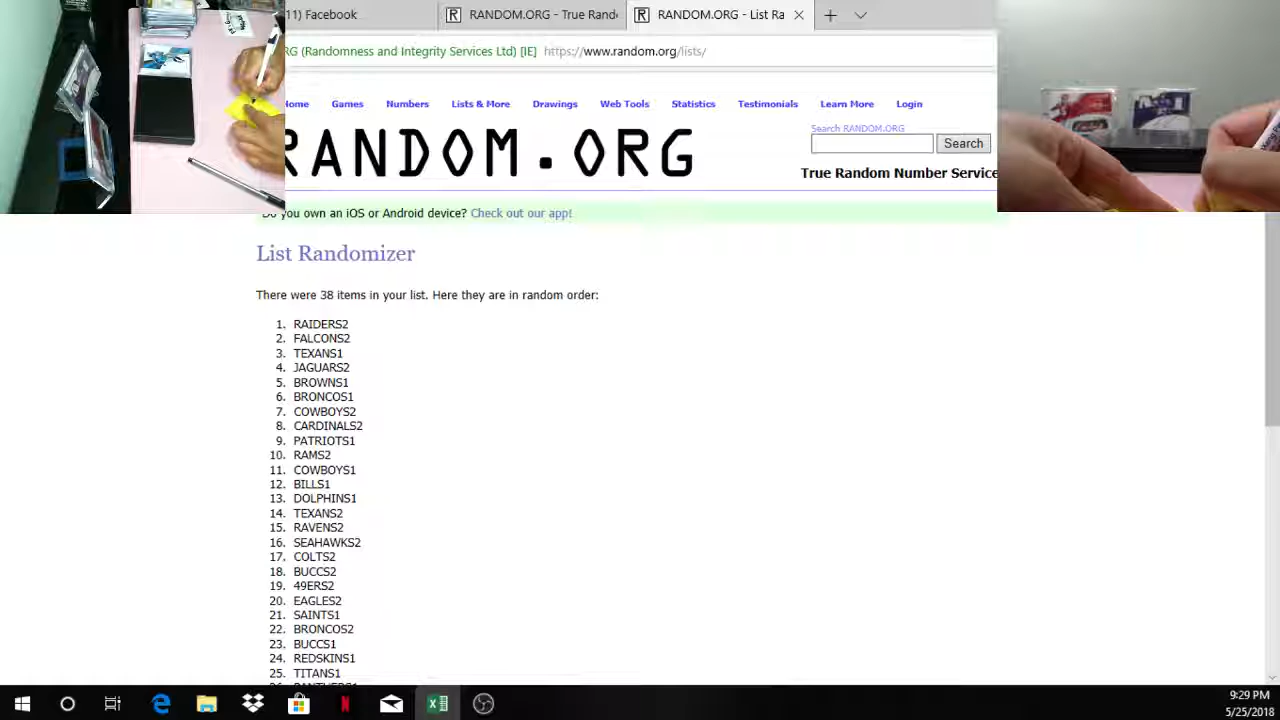 11) Facebook
RANDOM.ORG - True Rand
RANDOM.ORG - List Ra
RG (Randomness and Integrity Services Ltd) [IE] https://www.random.org/lists/
Home Games Numbers Lists & More Drawings Web Tools Statistics Testimonials Learn More Login
RANDOM.ORG
Search RANDOM.ORG
Search
True Random Number Service
Do you own an iOS or Android device? Check out our app!
List Randomizer
There were 38 items in your list. Here they are in random order:
1. RAIDERS2
2. FALCONS2
3. TEXANS1
4. JAGUARS2
5. BROWNS1
6. BRONCOS1
7. COWBOYS2
8. CARDINALS2
9. PATRIOTS1
10. RAMS2
11. COWBOYS1
12. BILLS1
13. DOLPHINS1
14. TEXANS2
15. RAVENS2
16. SEAHAWKS2
17. COLTS2
18. BUCCS2
19. 49ERS2
20. EAGLES2
21. SAINTS1
22. BRONCOS2
23. BUCCS1
24. REDSKINS1
25. TITANS1
9:29 PM
5/25/2018